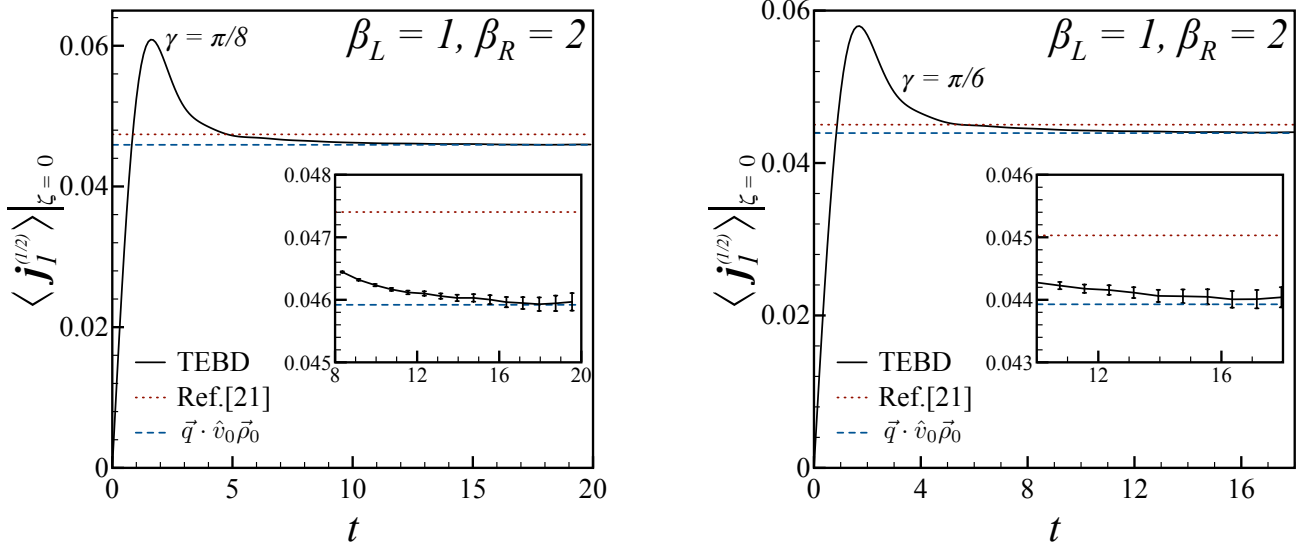 γ = π/8
β_L = 1, β_R = 2
0.06
0.04
0.02
0
⟨ j_1^{(1/2)} ⟩|_{ζ = 0}
0.048
0.047
0.046
0.045
8 12 16 20
TEBD
Ref.[21]
q⃗ · v̂_0 ρ⃗_0
0 5 10 15 20
t
γ = π/6
β_L = 1, β_R = 2
0.06
0.04
0.02
0
⟨ j_1^{(1/2)} ⟩|_{ζ = 0}
0.046
0.045
0.044
0.043
12 16
TEBD
Ref.[21]
q⃗ · v̂_0 ρ⃗_0
0 4 8 12 16
t